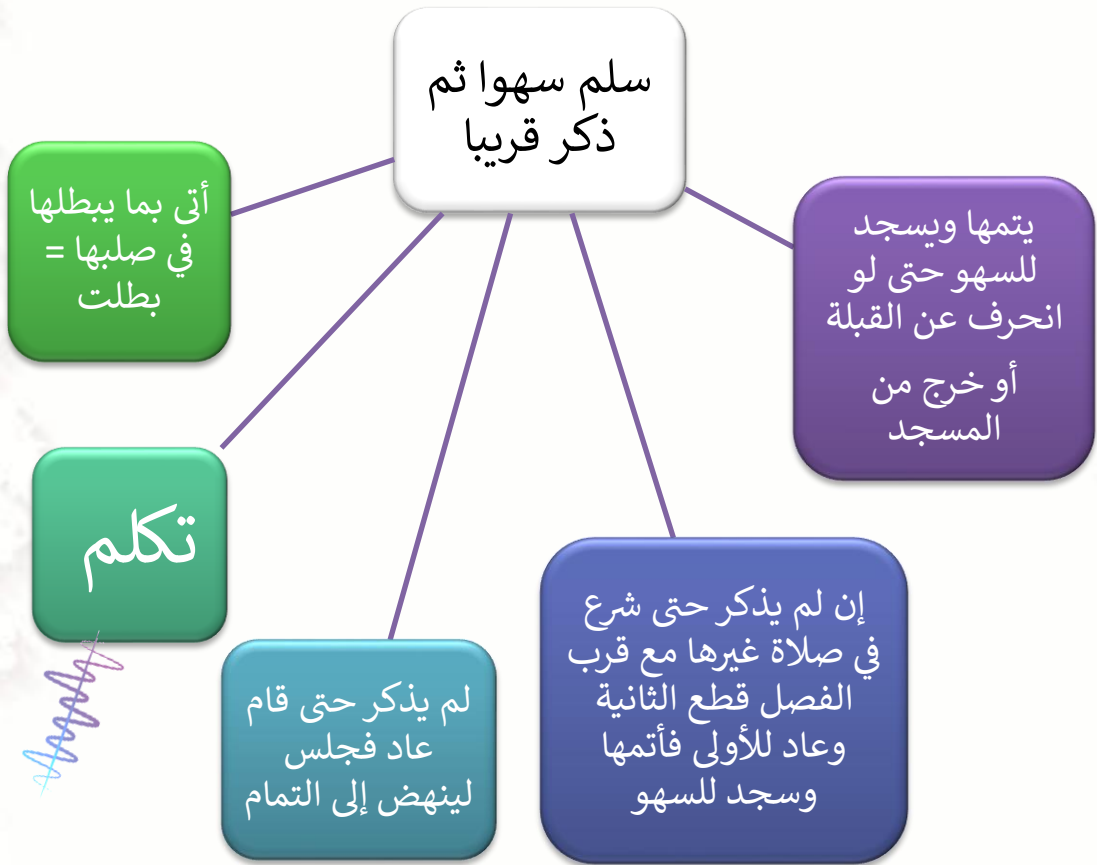 سلم سهوا ثم
ذكر قريبا
يتمها ويسجد
للسهو حتى لو
انحرف عن القبلة
أو خرج من
المسجد
إن لم يذكر حتى شرع
في صلاة غيرها مع قرب
الفصل قطع الثانية
وعاد للأولى فأتمها
وسجد للسهو
لم يذكر حتى قام
عاد فجلس
لينهض إلى التمام
تكلم
أتى بما يبطلها
في صلبها =
بطلت